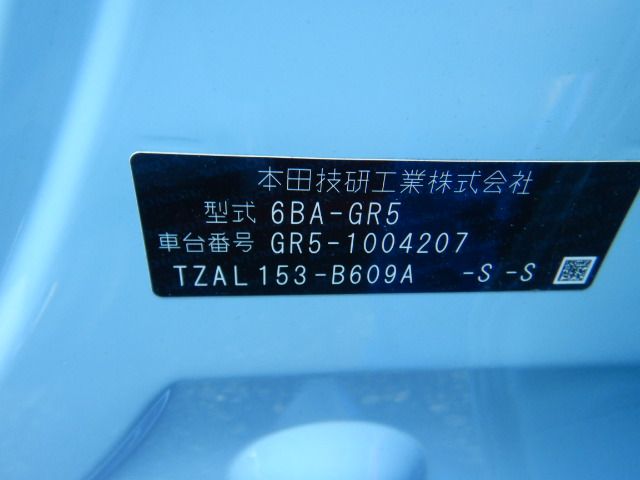 本田技研工業株式会社
型式 6BA-GR5
車台番号 GR5-1004207
TZAL153-B609A -S -S